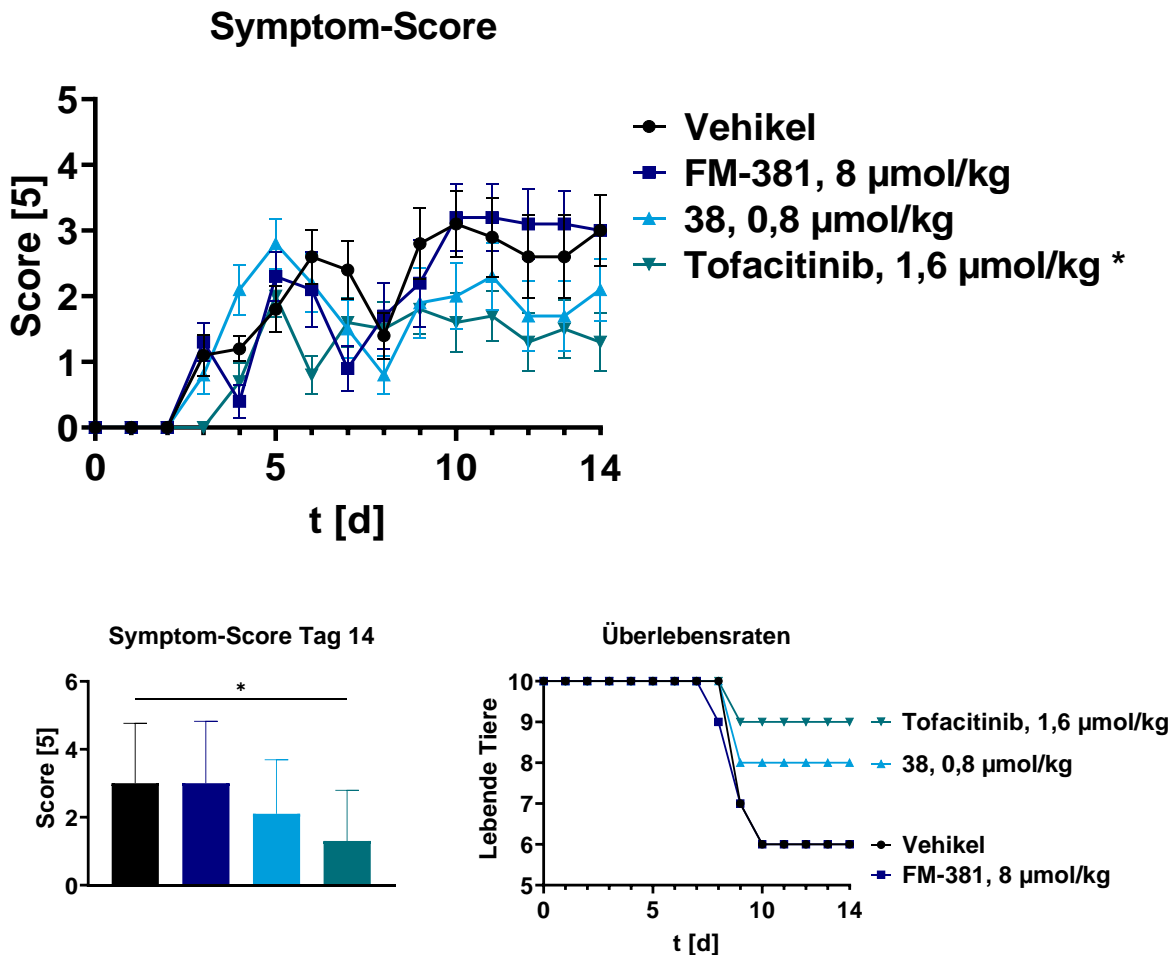 Symptom-Score
5
4
3
2
1
0
Score [5]
0
5
10
14
t [d]
Vehikel
FM-381, 8 µmol/kg
38, 0,8 µmol/kg
Tofacitinib, 1,6 µmol/kg *
Symptom-Score Tag 14
6
4
2
0
Score [5]
*
Überlebensraten
10
9
8
7
6
5
Lebende Tiere
0
5
10
14
t [d]
Tofacitinib, 1,6 µmol/kg
38, 0,8 µmol/kg
Vehikel
FM-381, 8 µmol/kg